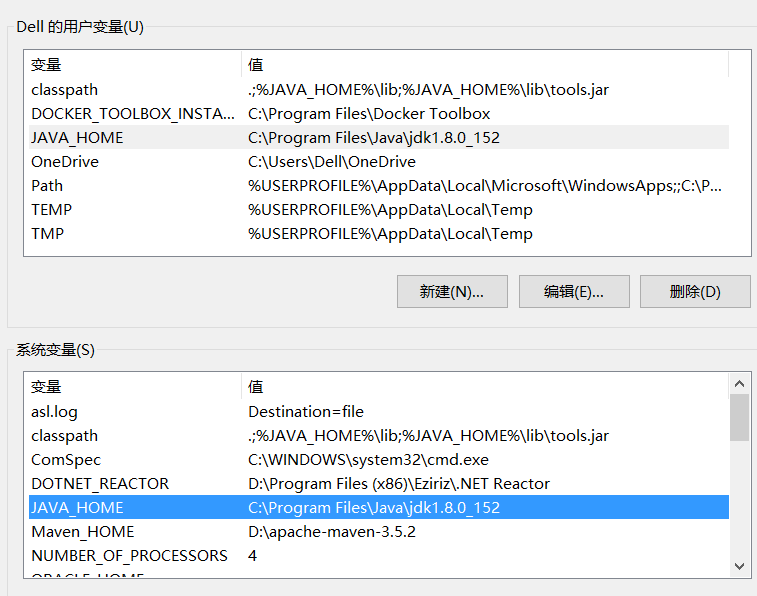 Dell 的用户变量(U)
变量 值
classpath .;%JAVA_HOME%\lib;%JAVA_HOME%\lib\tools.jar
DOCKER_TOOLBOX_INSTA... C:\Program Files\Docker Toolbox
JAVA_HOME C:\Program Files\Java\jdk1.8.0_152
OneDrive C:\Users\Dell\OneDrive
Path %USERPROFILE%\AppData\Local\Microsoft\WindowsApps;;C:\P...
TEMP %USERPROFILE%\AppData\Local\Temp
TMP %USERPROFILE%\AppData\Local\Temp
新建(N)... 编辑(E)... 删除(D)
系统变量(S)
变量 值
asl.log Destination=file
classpath .;%JAVA_HOME%\lib;%JAVA_HOME%\lib\tools.jar
ComSpec C:\WINDOWS\system32\cmd.exe
DOTNET_REACTOR D:\Program Files (x86)\Eziriz\.NET Reactor
JAVA_HOME C:\Program Files\Java\jdk1.8.0_152
Maven_HOME D:\apache-maven-3.5.2
NUMBER_OF_PROCESSORS 4
ORACLE_HOME